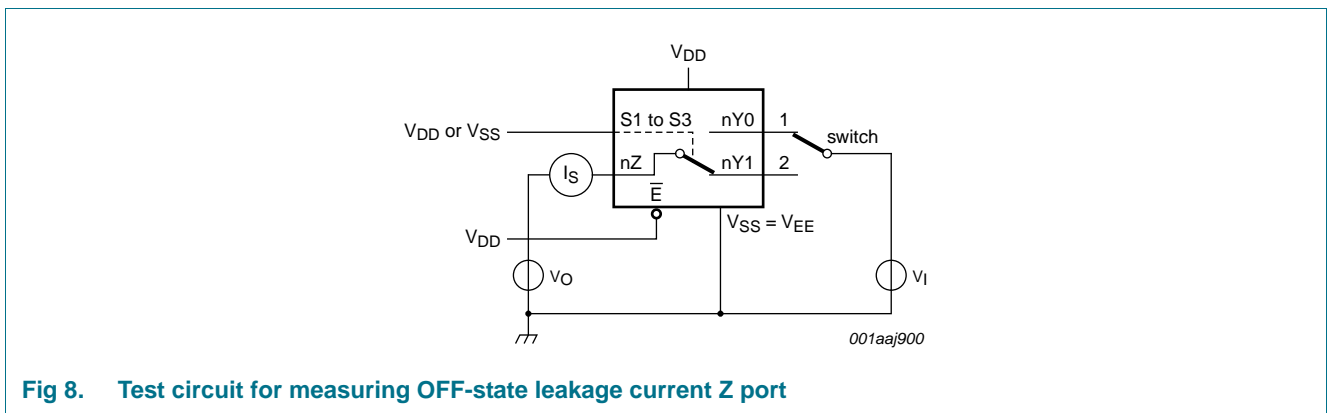 VDD
VDD or VSS
S1 to S3
nY0
1
switch
IS
nZ
nY1
2
E
VSS = VEE
VDD
VO
VI
001aaj900
Fig 8. Test circuit for measuring OFF-state leakage current Z port